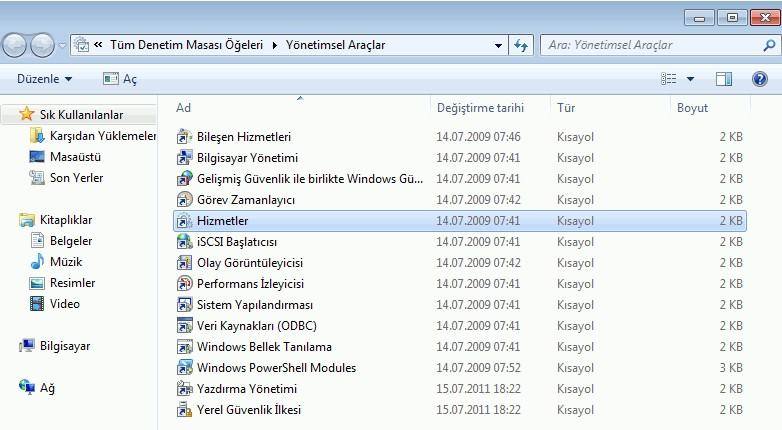 « Tüm Denetim Masası Öğeleri Yönetimsel Araçlar Ara: Yönetimsel Araçlar
Düzenle Aç
Ad Değiştirme tarihi Tür Boyut
Sık Kullanılanlar
Karşıdan Yüklemeler
Masaüstü
Son Yerler
Kitaplıklar
Belgeler
Müzik
Resimler
Video
Bilgisayar
Ağ
Bileşen Hizmetleri 14.07.2009 07:46 Kısayol 2 KB
Bilgisayar Yönetimi 14.07.2009 07:41 Kısayol 2 KB
Gelişmiş Güvenlik ile birlikte Windows Gü... 14.07.2009 07:41 Kısayol 2 KB
Görev Zamanlayıcı 14.07.2009 07:42 Kısayol 2 KB
Hizmetler 14.07.2009 07:41 Kısayol 2 KB
iSCSI Başlatıcısı 14.07.2009 07:41 Kısayol 2 KB
Olay Görüntüleyicisi 14.07.2009 07:42 Kısayol 2 KB
Performans İzleyicisi 14.07.2009 07:41 Kısayol 2 KB
Sistem Yapılandırması 14.07.2009 07:41 Kısayol 2 KB
Veri Kaynakları (ODBC) 14.07.2009 07:41 Kısayol 2 KB
Windows Bellek Tanılama 14.07.2009 07:41 Kısayol 2 KB
Windows PowerShell Modules 14.07.2009 07:52 Kısayol 3 KB
Yazdırma Yönetimi 15.07.2011 18:22 Kısayol 2 KB
Yerel Güvenlik İlkesi 15.07.2011 18:22 Kısayol 2 KB